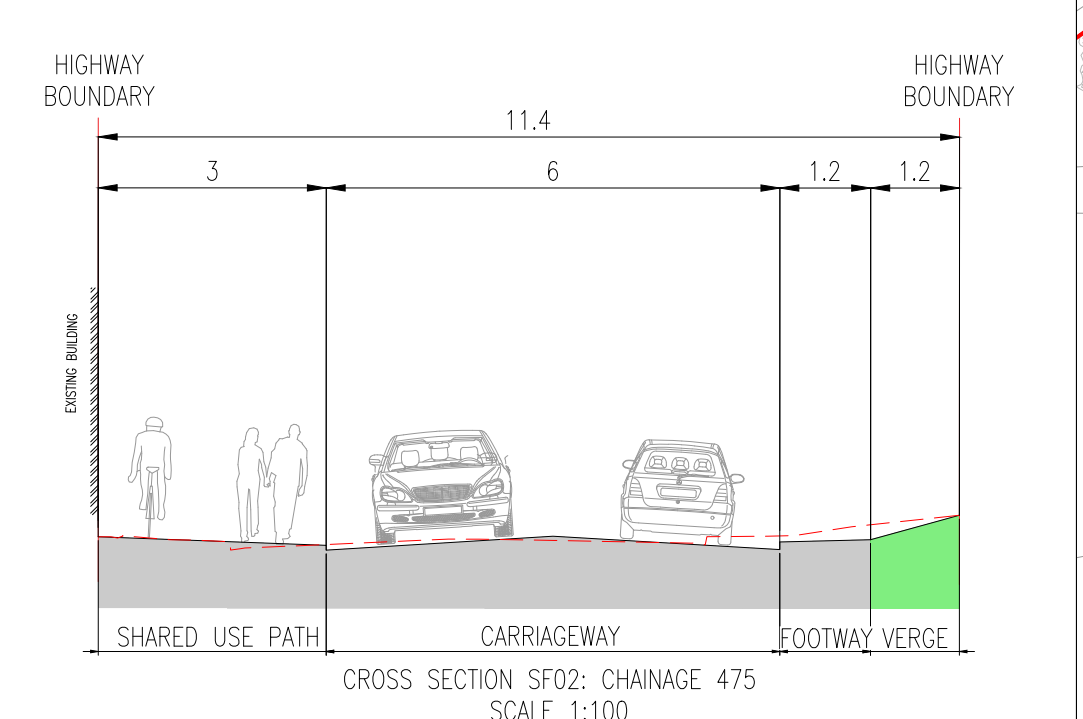 HIGHWAY
BOUNDARY
HIGHWAY
BOUNDARY
11.4
3
6
1.2
1.2
EXISTING BUILDING
SHARED USE PATH
CARRIAGEWAY
FOOTWAY
VERGE
CROSS SECTION SF02: CHAINAGE 475
SCALE 1:100